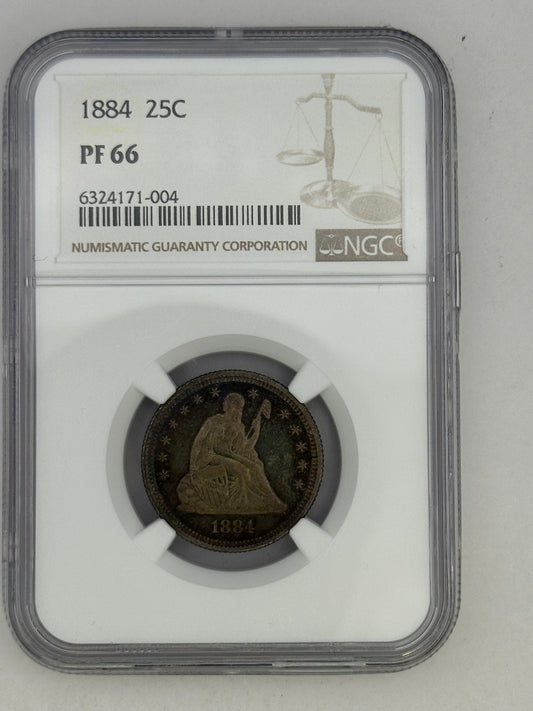 1884 25C
PF 66
6324171-004
NUMISMATIC GUARANTY CORPORATION
NGC®
1884